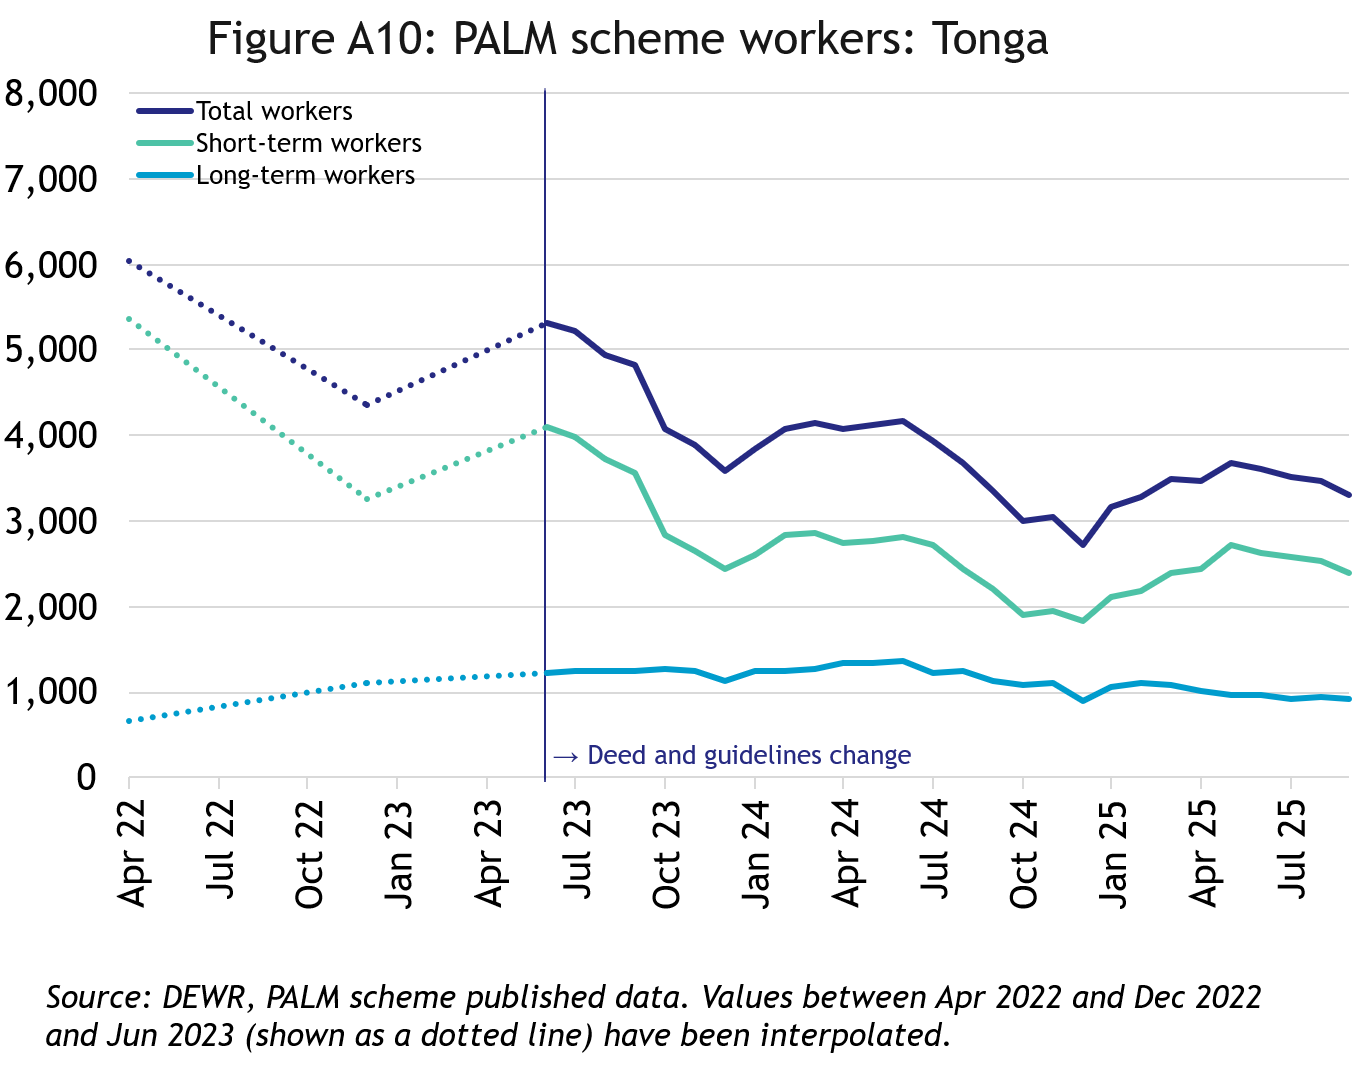 Figure A10: PALM scheme workers: Tonga
8,000
7,000
6,000
5,000
4,000
3,000
2,000
1,000
0
Total workers
Short-term workers
Long-term workers
→ Deed and guidelines change
Apr 22
Jul 22
Oct 22
Jan 23
Apr 23
Jul 23
Oct 23
Jan 24
Apr 24
Jul 24
Oct 24
Jan 25
Apr 25
Jul 25
Source: DEWR, PALM scheme published data. Values between Apr 2022 and Dec 2022
and Jun 2023 (shown as a dotted line) have been interpolated.